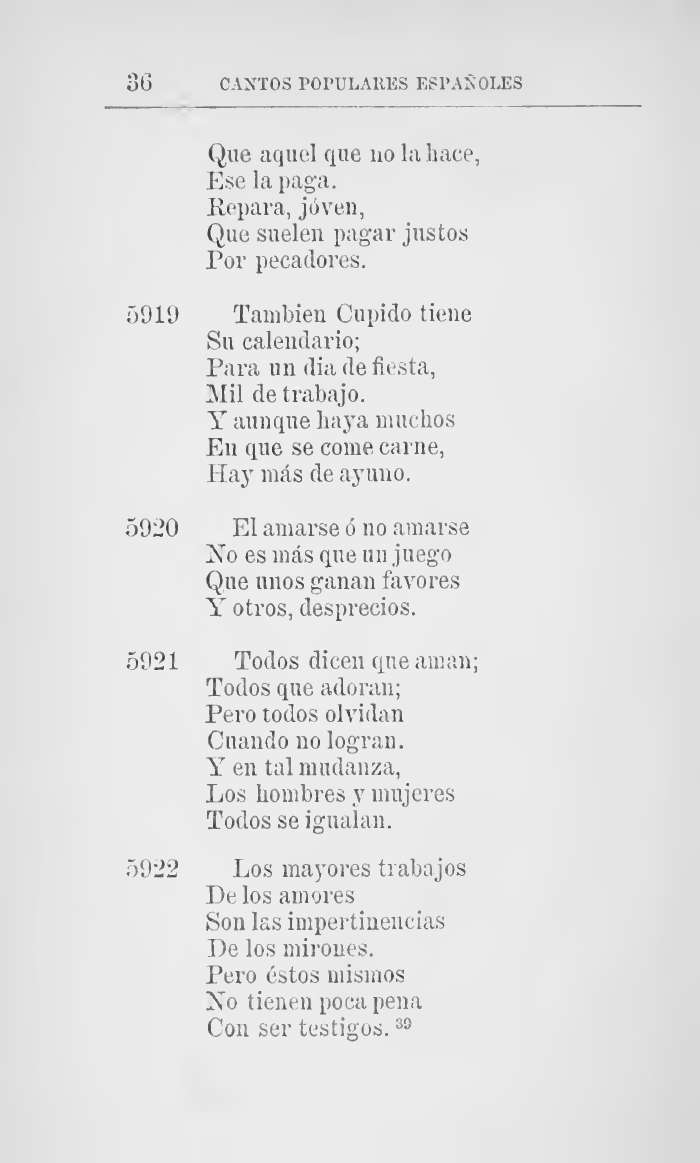 36 CANTOS POPULARES ESPAÑOLES
Que aquel que no la hace,
Ese la paga.
Repara, jóven,
Que suelen pagar justos
Por pecadores.
5919 Tambien Cupido tiene
Su calendario;
Para un dia de fiesta,
Mil de trabajo.
Y aunque haya muchos
En que se come carne,
Hay más de ayuno.
5920 El amarse ó no amarse
No es más que un juego
Que unos ganan favores
Y otros, desprecios.
5921 Todos dicen que aman;
Todos que adoran;
Pero todos olvidan
Cuando no logran.
Y en tal mudanza,
Los hombres y mujeres
Todos se igualan.
5922 Los mayores trabajos
De los amores
Son las impertinencias
De los mirones.
Pero éstos mismos
No tienen poca pena
Con ser testigos. 39